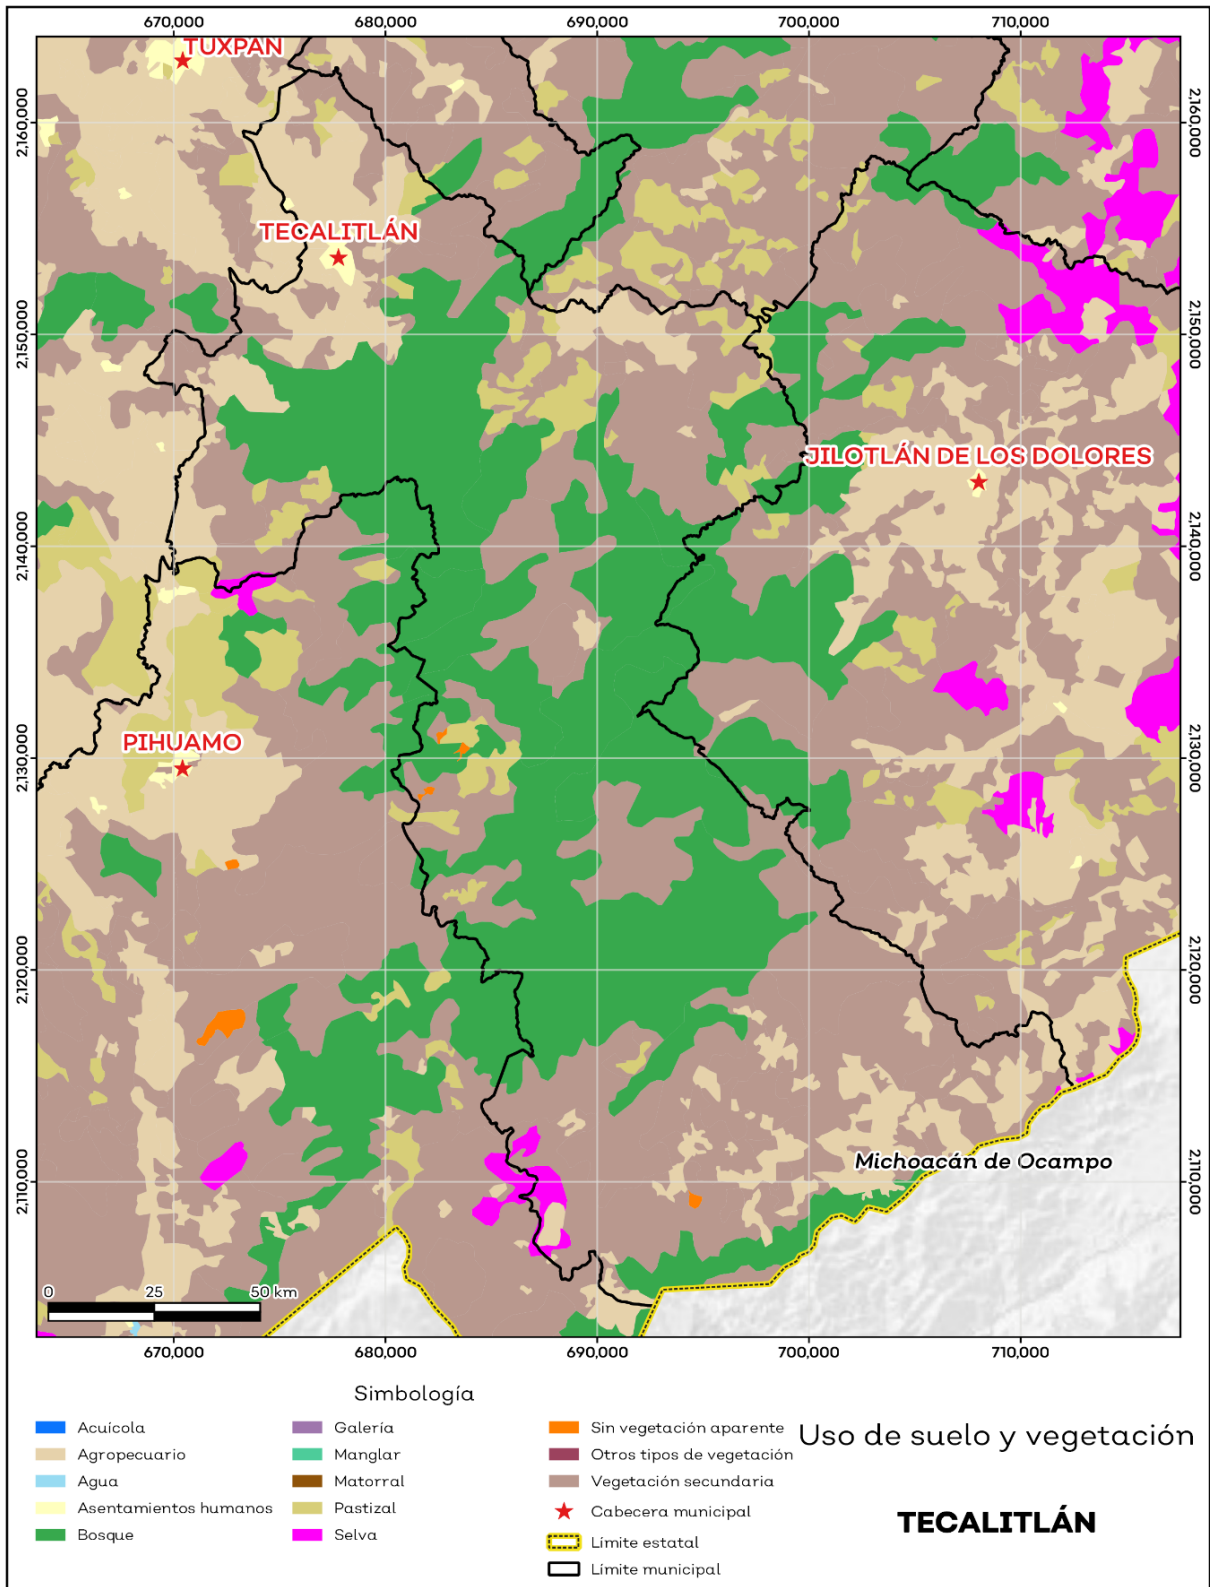 670,000 680,000 690,000 700,000 710,000
TUXPAN
2,160,000 2,160,000
TECALITLÁN
2,150,000 2,150,000
JILOTLÁN DE LOS DOLORES
2,140,000 2,140,000
PIHUAMO
2,130,000 2,130,000
2,120,000 2,120,000
Michoacán de Ocampo
2,110,000 2,110,000
0 25 50 km
670,000 680,000 690,000 700,000 710,000
Simbología
Acuícola
Agropecuario
Agua
Asentamientos humanos
Bosque
Galería
Manglar
Matorral
Pastizal
Selva
Sin vegetación aparente
Otros tipos de vegetación
Vegetación secundaria
Cabecera municipal
Límite estatal
Límite municipal
Uso de suelo y vegetación
TECALITLÁN